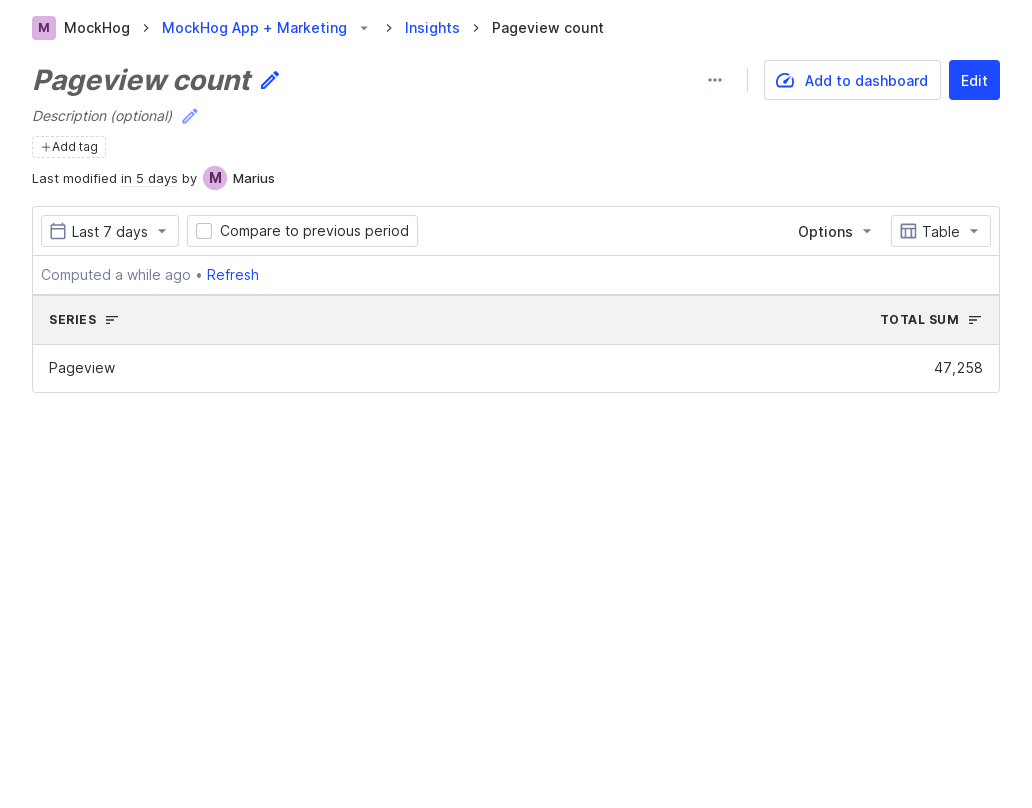 M MockHog MockHog App + Marketing Insights Pageview count
Pageview count
Add to dashboard
Edit
Description (optional)
+Add tag
Last modified in 5 days by M Marius
Last 7 days
Compare to previous period
Options
Table
Computed a while ago • Refresh
SERIES TOTAL SUM
Pageview 47,258